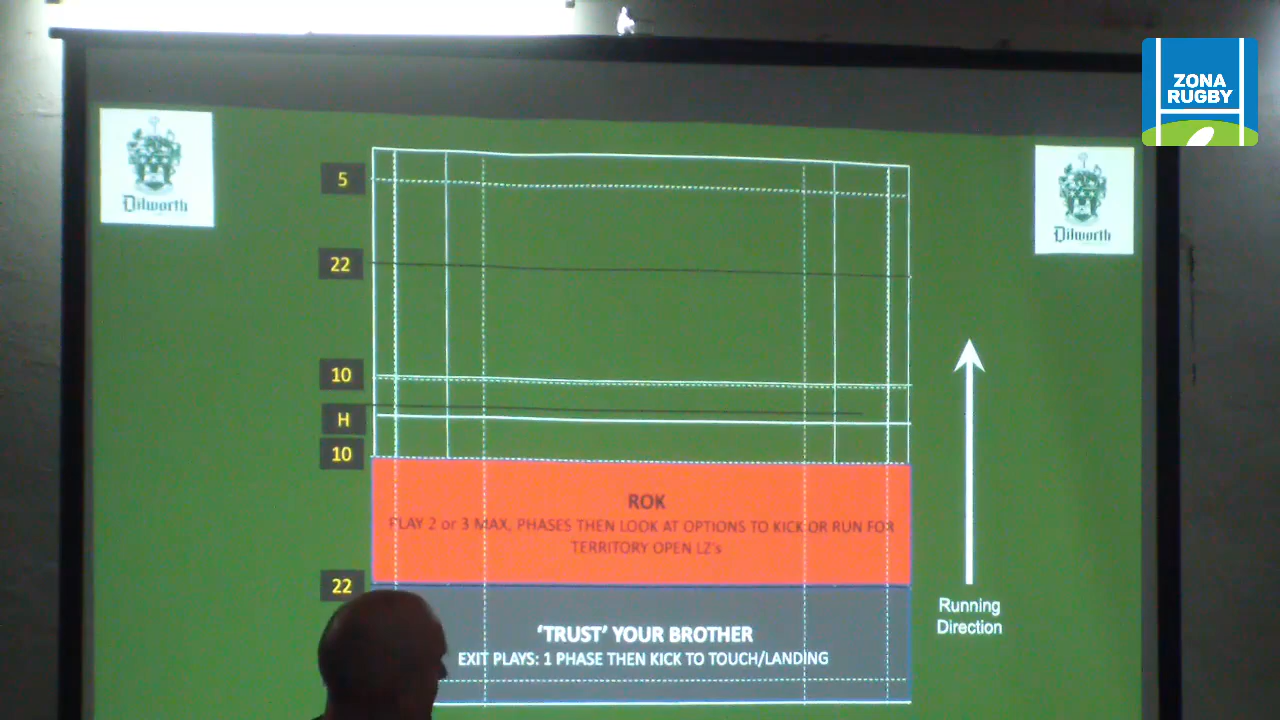 ZONA
RUGBY
Dilworth
Dilworth
5
22
10
H
10
ROK
PLAY 2 or 3 MAX, PHASES THEN LOOK AT OPTIONS TO KICK OR RUN FOR
TERRITORY OPEN LZ's
22
'TRUST' YOUR BROTHER
EXIT PLAYS: 1 PHASE THEN KICK TO TOUCH/LANDING
Running
Direction